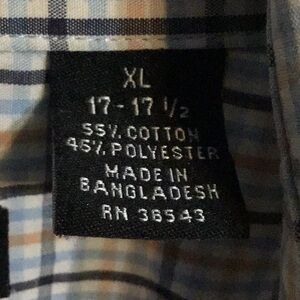 XL
17-17 1/2
55% COTTON
45% POLYESTER
MADE IN
BANGLADESH
RN 36543